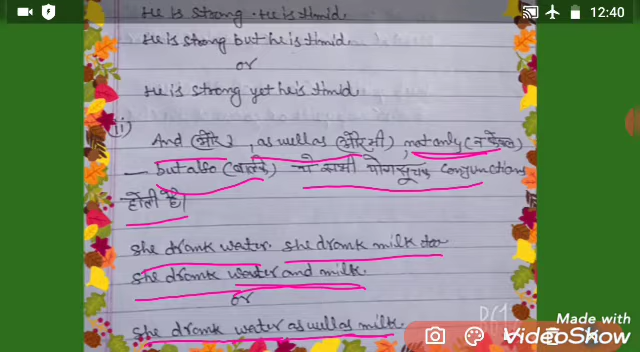 12:40
He is strong. He is timid.
He is strong but he is timid.
or
He is strong yet he is timid.
(ii)
And (और), as well as (और भी), not only (न केवल)
– but also (बल्कि) ये सभी योगसूचक conjunctions
होती है।
she drank water. she drank milk too
she drank water and milk.
or
she drank water as well as milk.
Made with
VideoShow